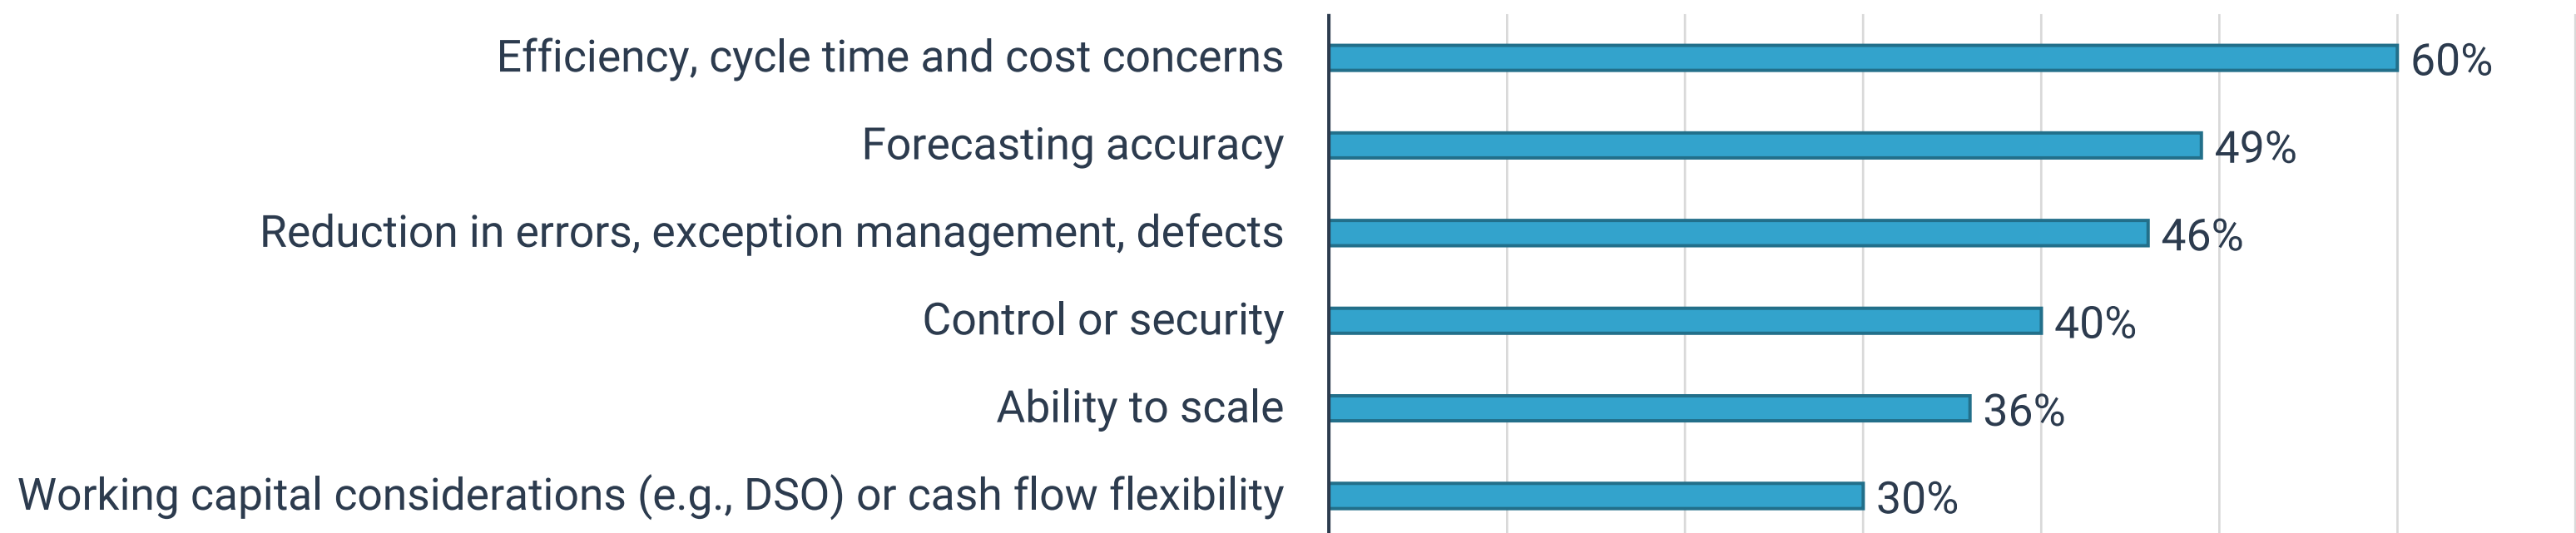 Efficiency, cycle time and cost concerns 60%
Forecasting accuracy 49%
Reduction in errors, exception management, defects 46%
Control or security 40%
Ability to scale 36%
Working capital considerations (e.g., DSO) or cash flow flexibility 30%